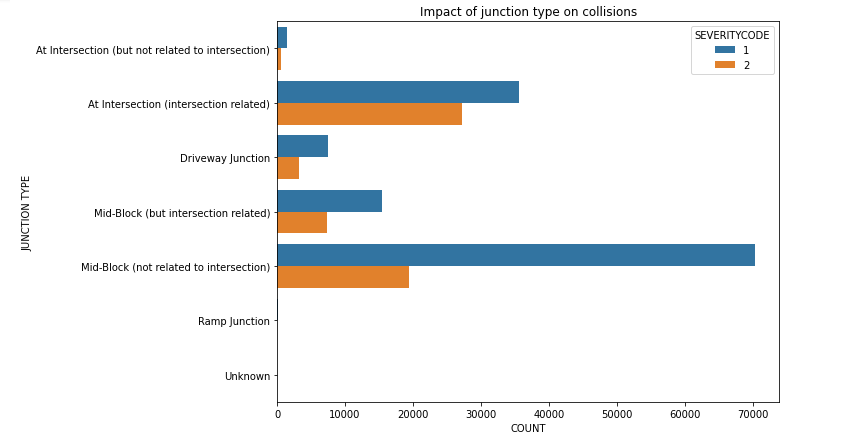 Impact of junction type on collisions
SEVERITYCODE
1
2
At Intersection (but not related to intersection)
At Intersection (intersection related)
Driveway Junction
Mid-Block (but intersection related)
Mid-Block (not related to intersection)
Ramp Junction
Unknown
JUNCTION TYPE
0 10000 20000 30000 40000 50000 60000 70000
COUNT